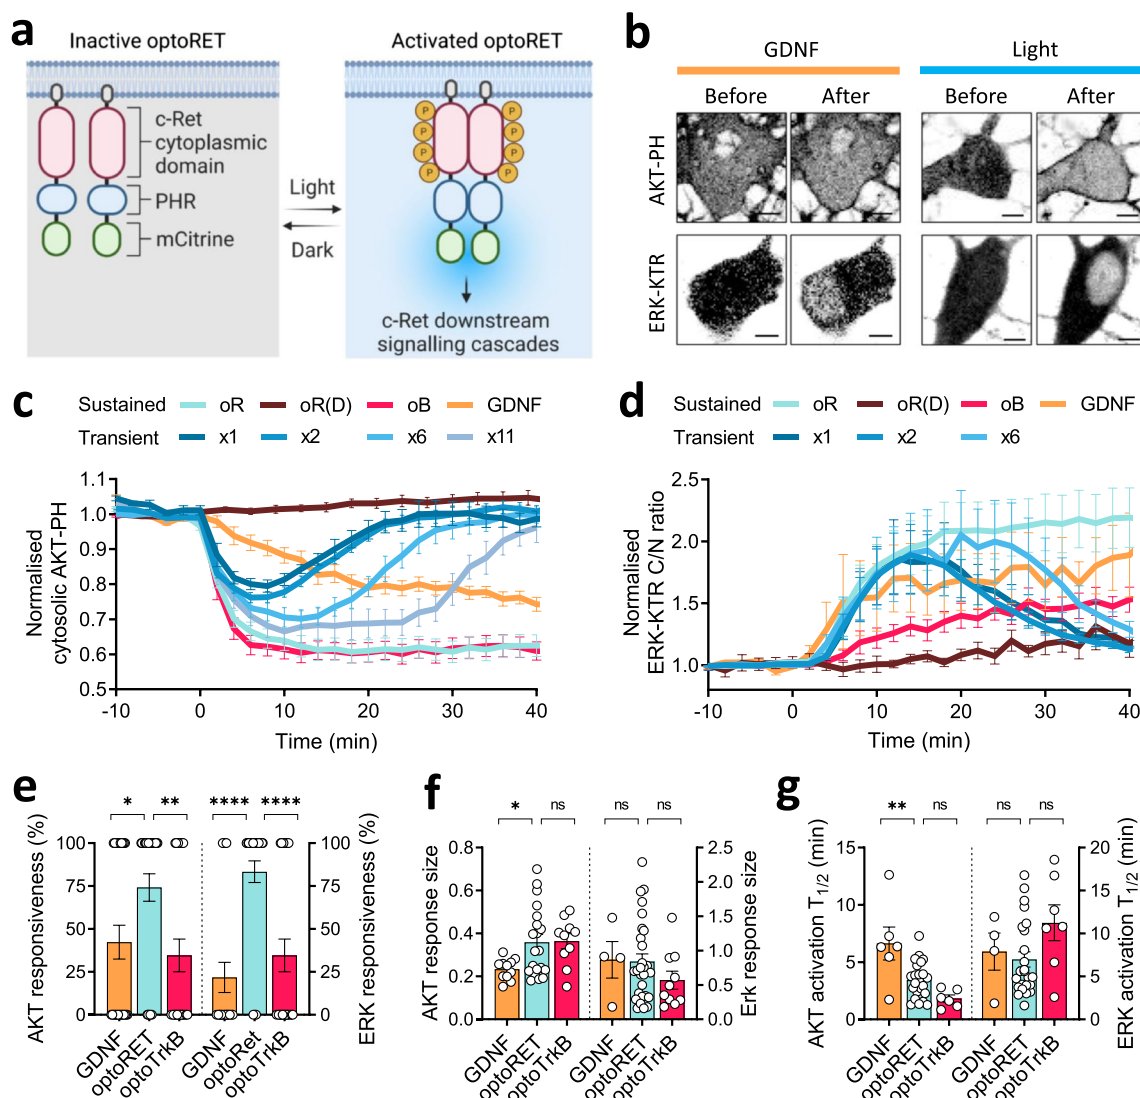 a
Inactive optoRET
Activated optoRET
c-Ret
cytoplasmic
domain
PHR
mCitrine
Light
Dark
P P
P P
P P
P P
c-Ret downstream
signalling cascades
b
GDNF
Light
Before After Before After
AKT-PH
ERK-KTR
c
Sustained oR oR(D) oB GDNF
Transient x1 x2 x6 x11
Normalised
cytosolic AKT-PH
1.1
1.0
0.9
0.8
0.7
0.6
0.5
-10 0 10 20 30 40
Time (min)
d
Sustained oR oR(D) oB GDNF
Transient x1 x2 x6
Normalised
ERK-KTR C/N ratio
2.5
2.0
1.5
1.0
-10 0 10 20 30 40
Time (min)
e
* ** **** ****
AKT responsiveness (%)
100
75
50
25
0
ERK responsiveness (%)
100
75
50
25
0
GDNF optoRET optoTrkB GDNF optoRet optoTrkB
f
* ns ns ns
AKT response size
0.8
0.6
0.4
0.2
0.0
Erk response size
2.5
2.0
1.5
1.0
0.5
0.0
GDNF optoRET optoTrkB GDNF optoRET optoTrkB
g
** ns ns ns
AKT activation T1/2 (min)
15
10
5
0
ERK activation T1/2 (min)
20
15
10
5
0
GDNF optoRET optoTrkB GDNF optoRET optoTrkB